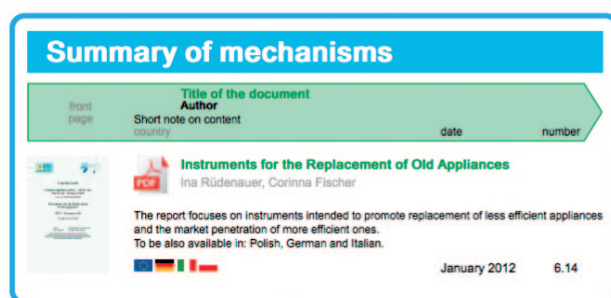 Summary of mechanisms
Title of the document
front
page
Author
Short note on content
country
date
number
PDF
Instruments for the Replacement of Old Appliances
Ina Rüdenauer, Corinna Fischer
The report focuses on instruments intended to promote replacement of less efficient appliances
and the market penetration of more efficient ones.
To be also available in: Polish, German and Italian.
January 2012
6.14